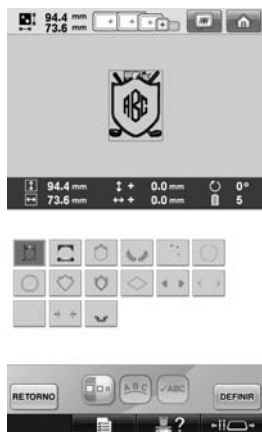 94.4 mm
73.6 mm
ABC
94.4 mm + 0.0 mm 0°
73.6 mm + 0.0 mm 5
RETORNO ABC ✓ABC DEFINIR
?